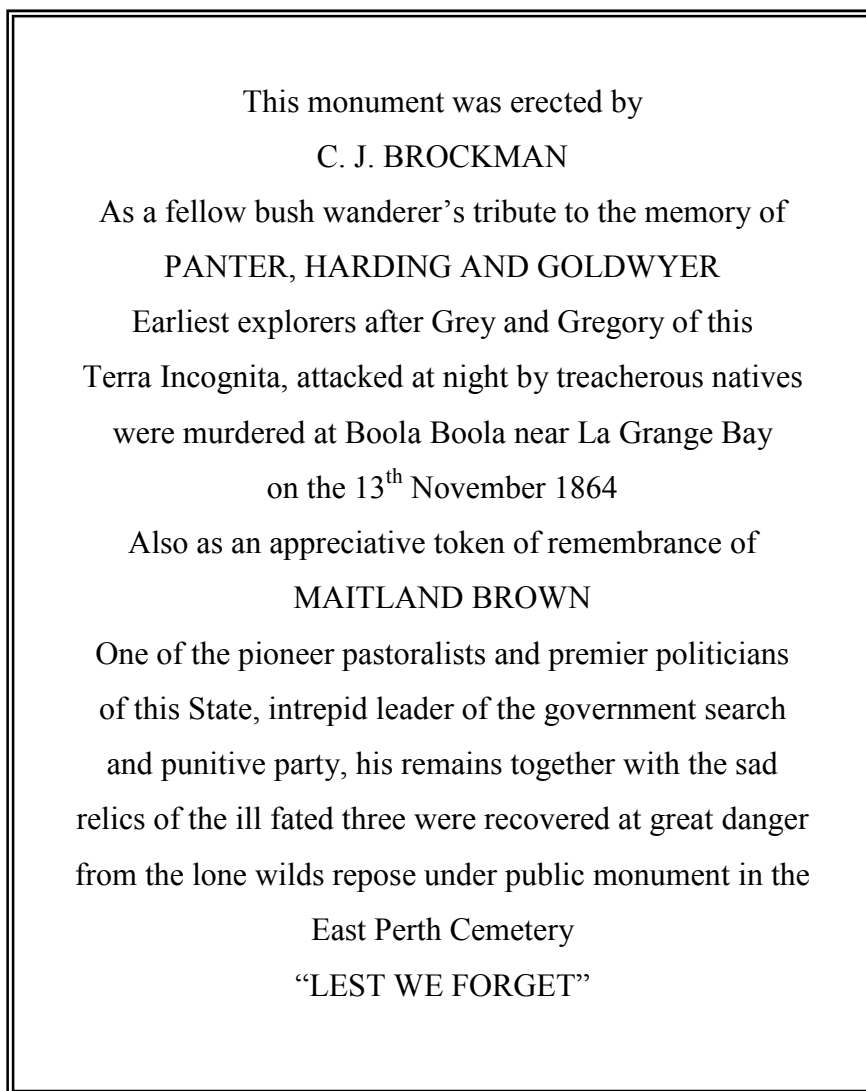 This monument was erected by
C. J. BROCKMAN
As a fellow bush wanderer’s tribute to the memory of
PANTER, HARDING AND GOLDWYER
Earliest explorers after Grey and Gregory of this
Terra Incognita, attacked at night by treacherous natives
were murdered at Boola Boola near La Grange Bay
on the 13th November 1864
Also as an appreciative token of remembrance of
MAITLAND BROWN
One of the pioneer pastoralists and premier politicians
of this State, intrepid leader of the government search
and punitive party, his remains together with the sad
relics of the ill fated three were recovered at great danger
from the lone wilds repose under public monument in the
East Perth Cemetery
“LEST WE FORGET”